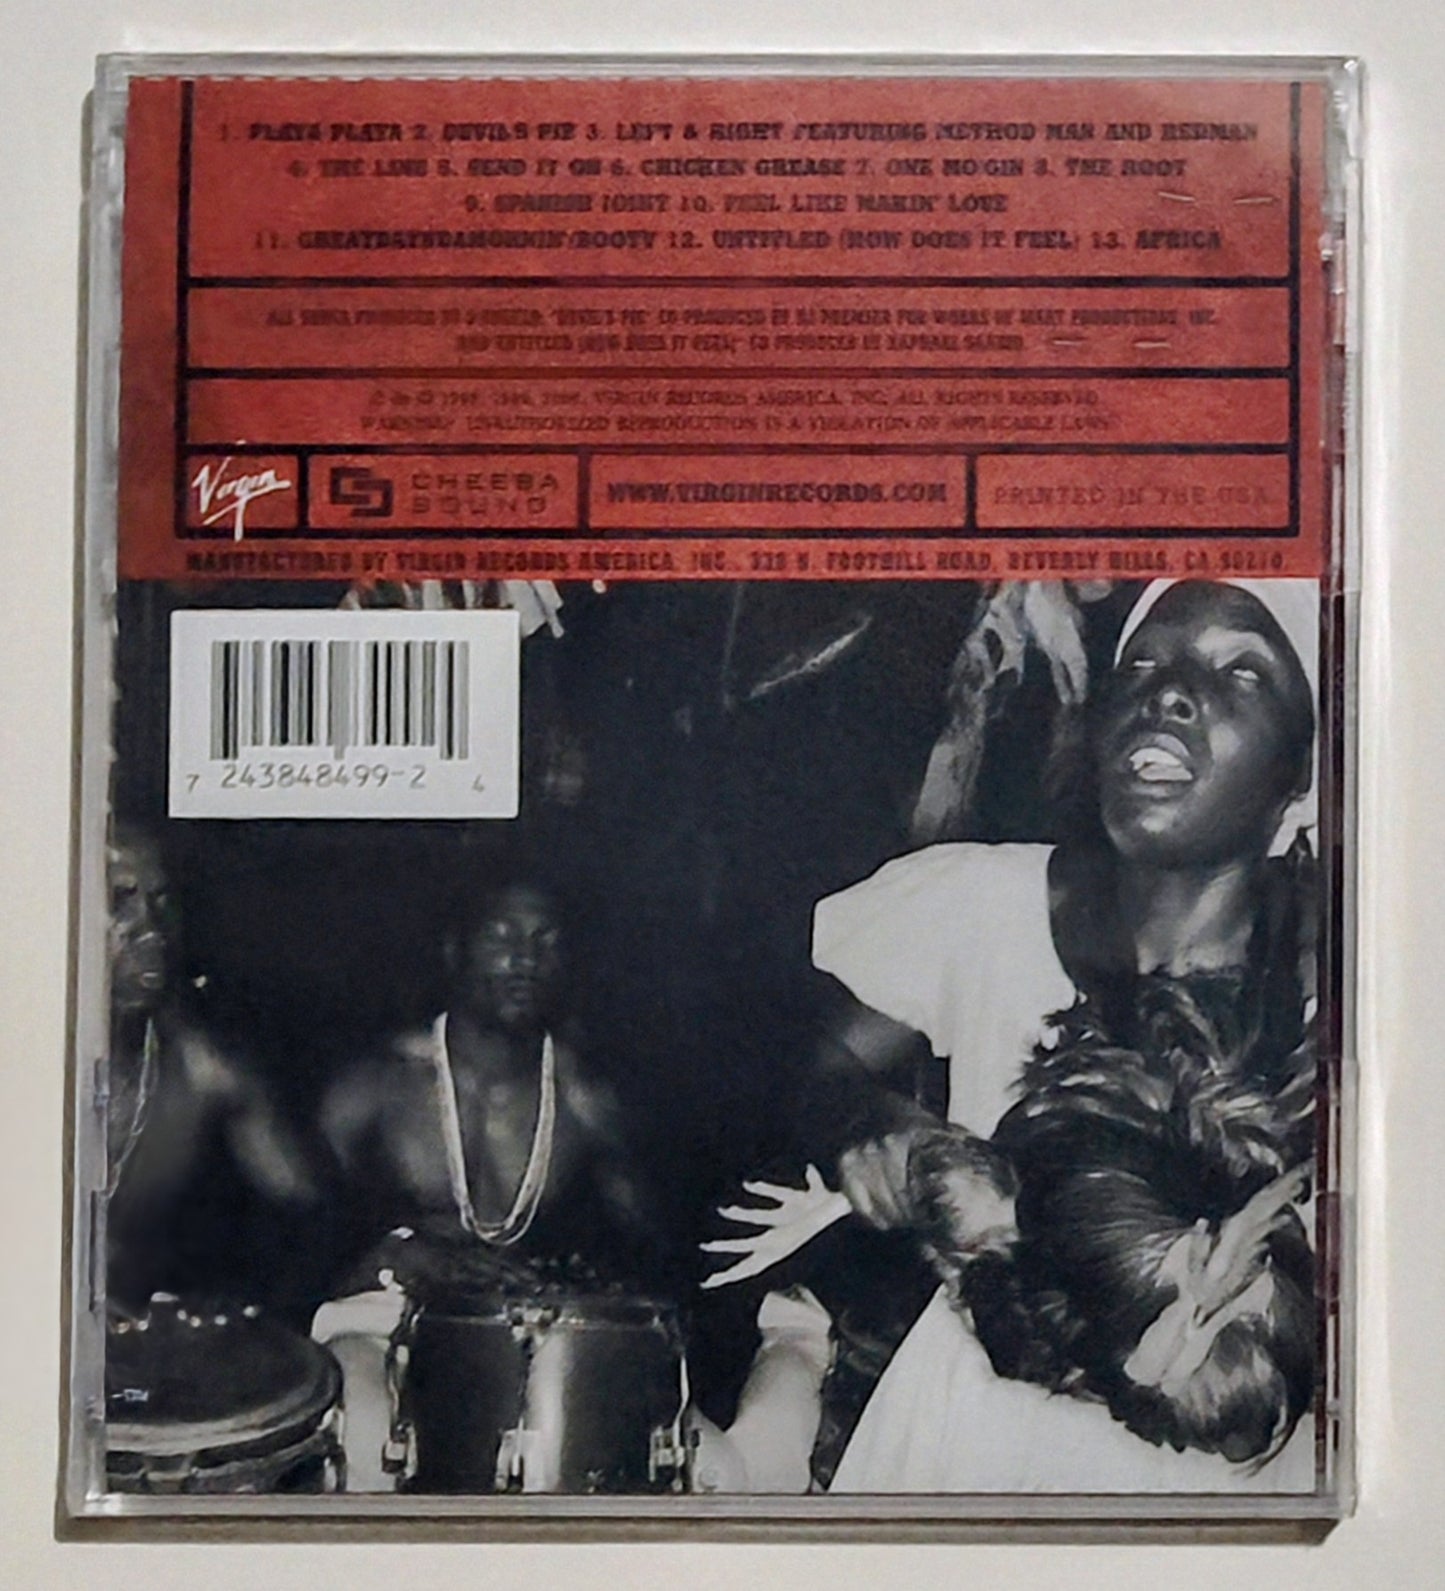 1. PLAYA PLAYA 2. DEVIL'S PIE 3. LEFT & RIGHT FEATURING METHOD MAN AND REDMAN
4. THE LINE 5. SEND IT ON 6. CHICKEN GREASE 7. ONE MO'GIN 8. THE ROOT
9. SPANISH JOINT 10. FEEL LIKE MAKIN' LOVE
11. GREATDAYNDAMORNIN'/BOOTY 12. UNTITLED (HOW DOES IT FEEL) 13. AFRICA
ALL SONGS PRODUCED BY D'ANGELO. "DEVIL'S PIE" CO-PRODUCED BY DJ PREMIER FOR WORKS OF MART PRODUCTIONS, INC.
AND UNTITLED (HOW DOES IT FEEL) CO PRODUCED BY RAPHAEL SAADIQ.
VIRGIN RECORDS AMERICA, INC. ALL RIGHTS RESERVED
WARNING: UNAUTHORIZED REPRODUCTION IS A VIOLATION OF APPLICABLE LAWS
Virgin
CHEEBA
SOUND
WWW.VIRGINRECORDS.COM
PRINTED IN THE USA
MANUFACTURED BY VIRGIN RECORDS AMERICA, INC., 338 N. FOOTHILL ROAD, BEVERLY HILLS, CA 90210.
7 243848499-2 4